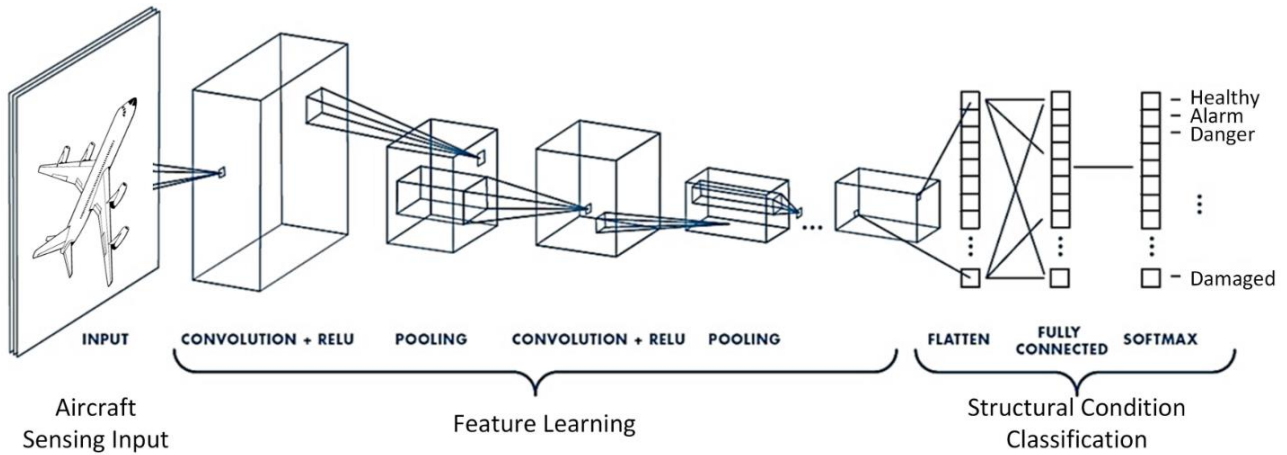 Healthy
Alarm
Danger
Damaged
INPUT
CONVOLUTION + RELU
POOLING
CONVOLUTION + RELU
POOLING
FLATTEN
FULLY
CONNECTED
SOFTMAX
Aircraft
Sensing Input
Feature Learning
Structural Condition
Classification